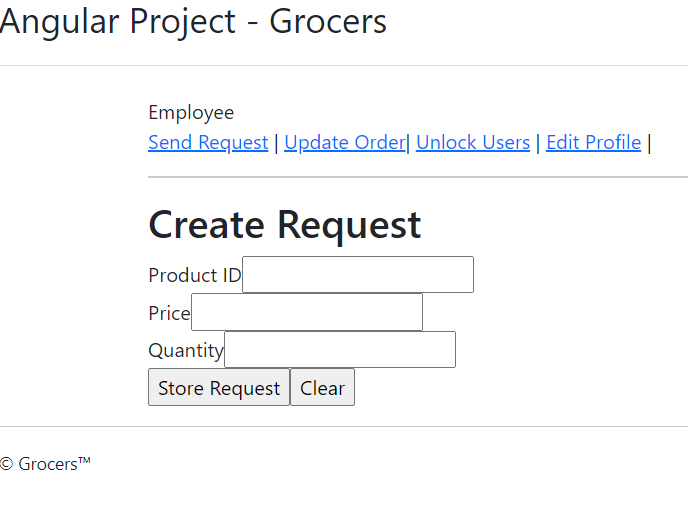 Angular Project - Grocers
Employee
Send Request | Update Order| Unlock Users | Edit Profile |
Create Request
Product ID
Price
Quantity
Store Request Clear
© Grocers™